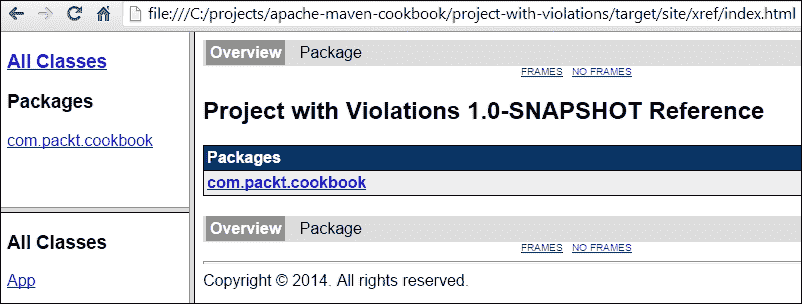 file:///C:/projects/apache-maven-cookbook/project-with-violations/target/site/xref/index.html
All Classes
Packages
com.packt.cookbook
All Classes
App
Overview Package
FRAMES NO FRAMES
Project with Violations 1.0-SNAPSHOT Reference
Packages
com.packt.cookbook
Overview Package
FRAMES NO FRAMES
Copyright © 2014. All rights reserved.